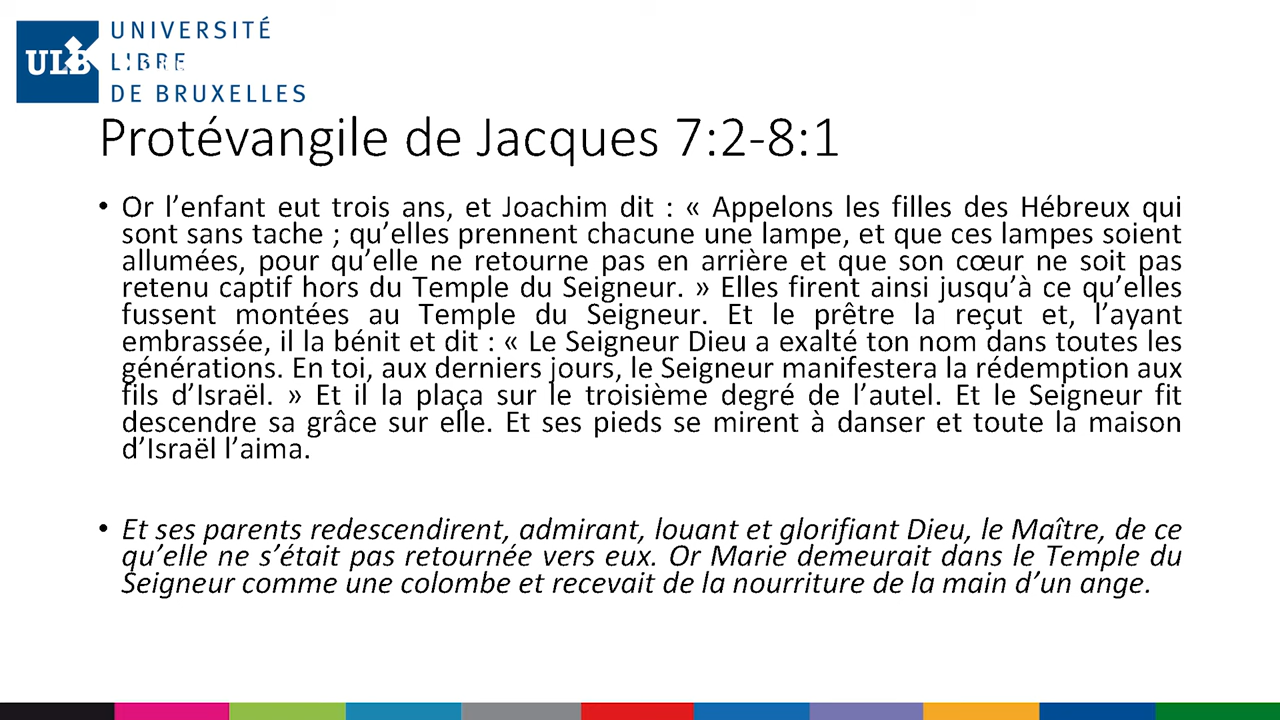 UNIVERSITÉ
ULB LIBRE
DE BRUXELLES
Protévangile de Jacques 7:2-8:1
• Or l’enfant eut trois ans, et Joachim dit : « Appelons les filles des Hébreux qui
sont sans tache ; qu’elles prennent chacune une lampe, et que ces lampes soient
allumées, pour qu’elle ne retourne pas en arrière et que son cœur ne soit pas
retenu captif hors du Temple du Seigneur. » Elles firent ainsi jusqu’à ce qu’elles
fussent montées au Temple du Seigneur. Et le prêtre la reçut et, l’ayant
embrassée, il la bénit et dit : « Le Seigneur Dieu a exalté ton nom dans toutes les
générations. En toi, aux derniers jours, le Seigneur manifestera la rédemption aux
fils d’Israël. » Et il la plaça sur le troisième degré de l’autel. Et le Seigneur fit
descendre sa grâce sur elle. Et ses pieds se mirent à danser et toute la maison
d’Israël l’aima.
• Et ses parents redescendirent, admirant, louant et glorifiant Dieu, le Maître, de ce
qu’elle ne s’était pas retournée vers eux. Or Marie demeurait dans le Temple du
Seigneur comme une colombe et recevait de la nourriture de la main d’un ange.